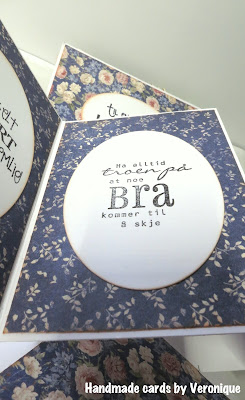 Ha alltid
troen på
at noe
BRA
kommer til
å skje
Handmade cards by Veronique